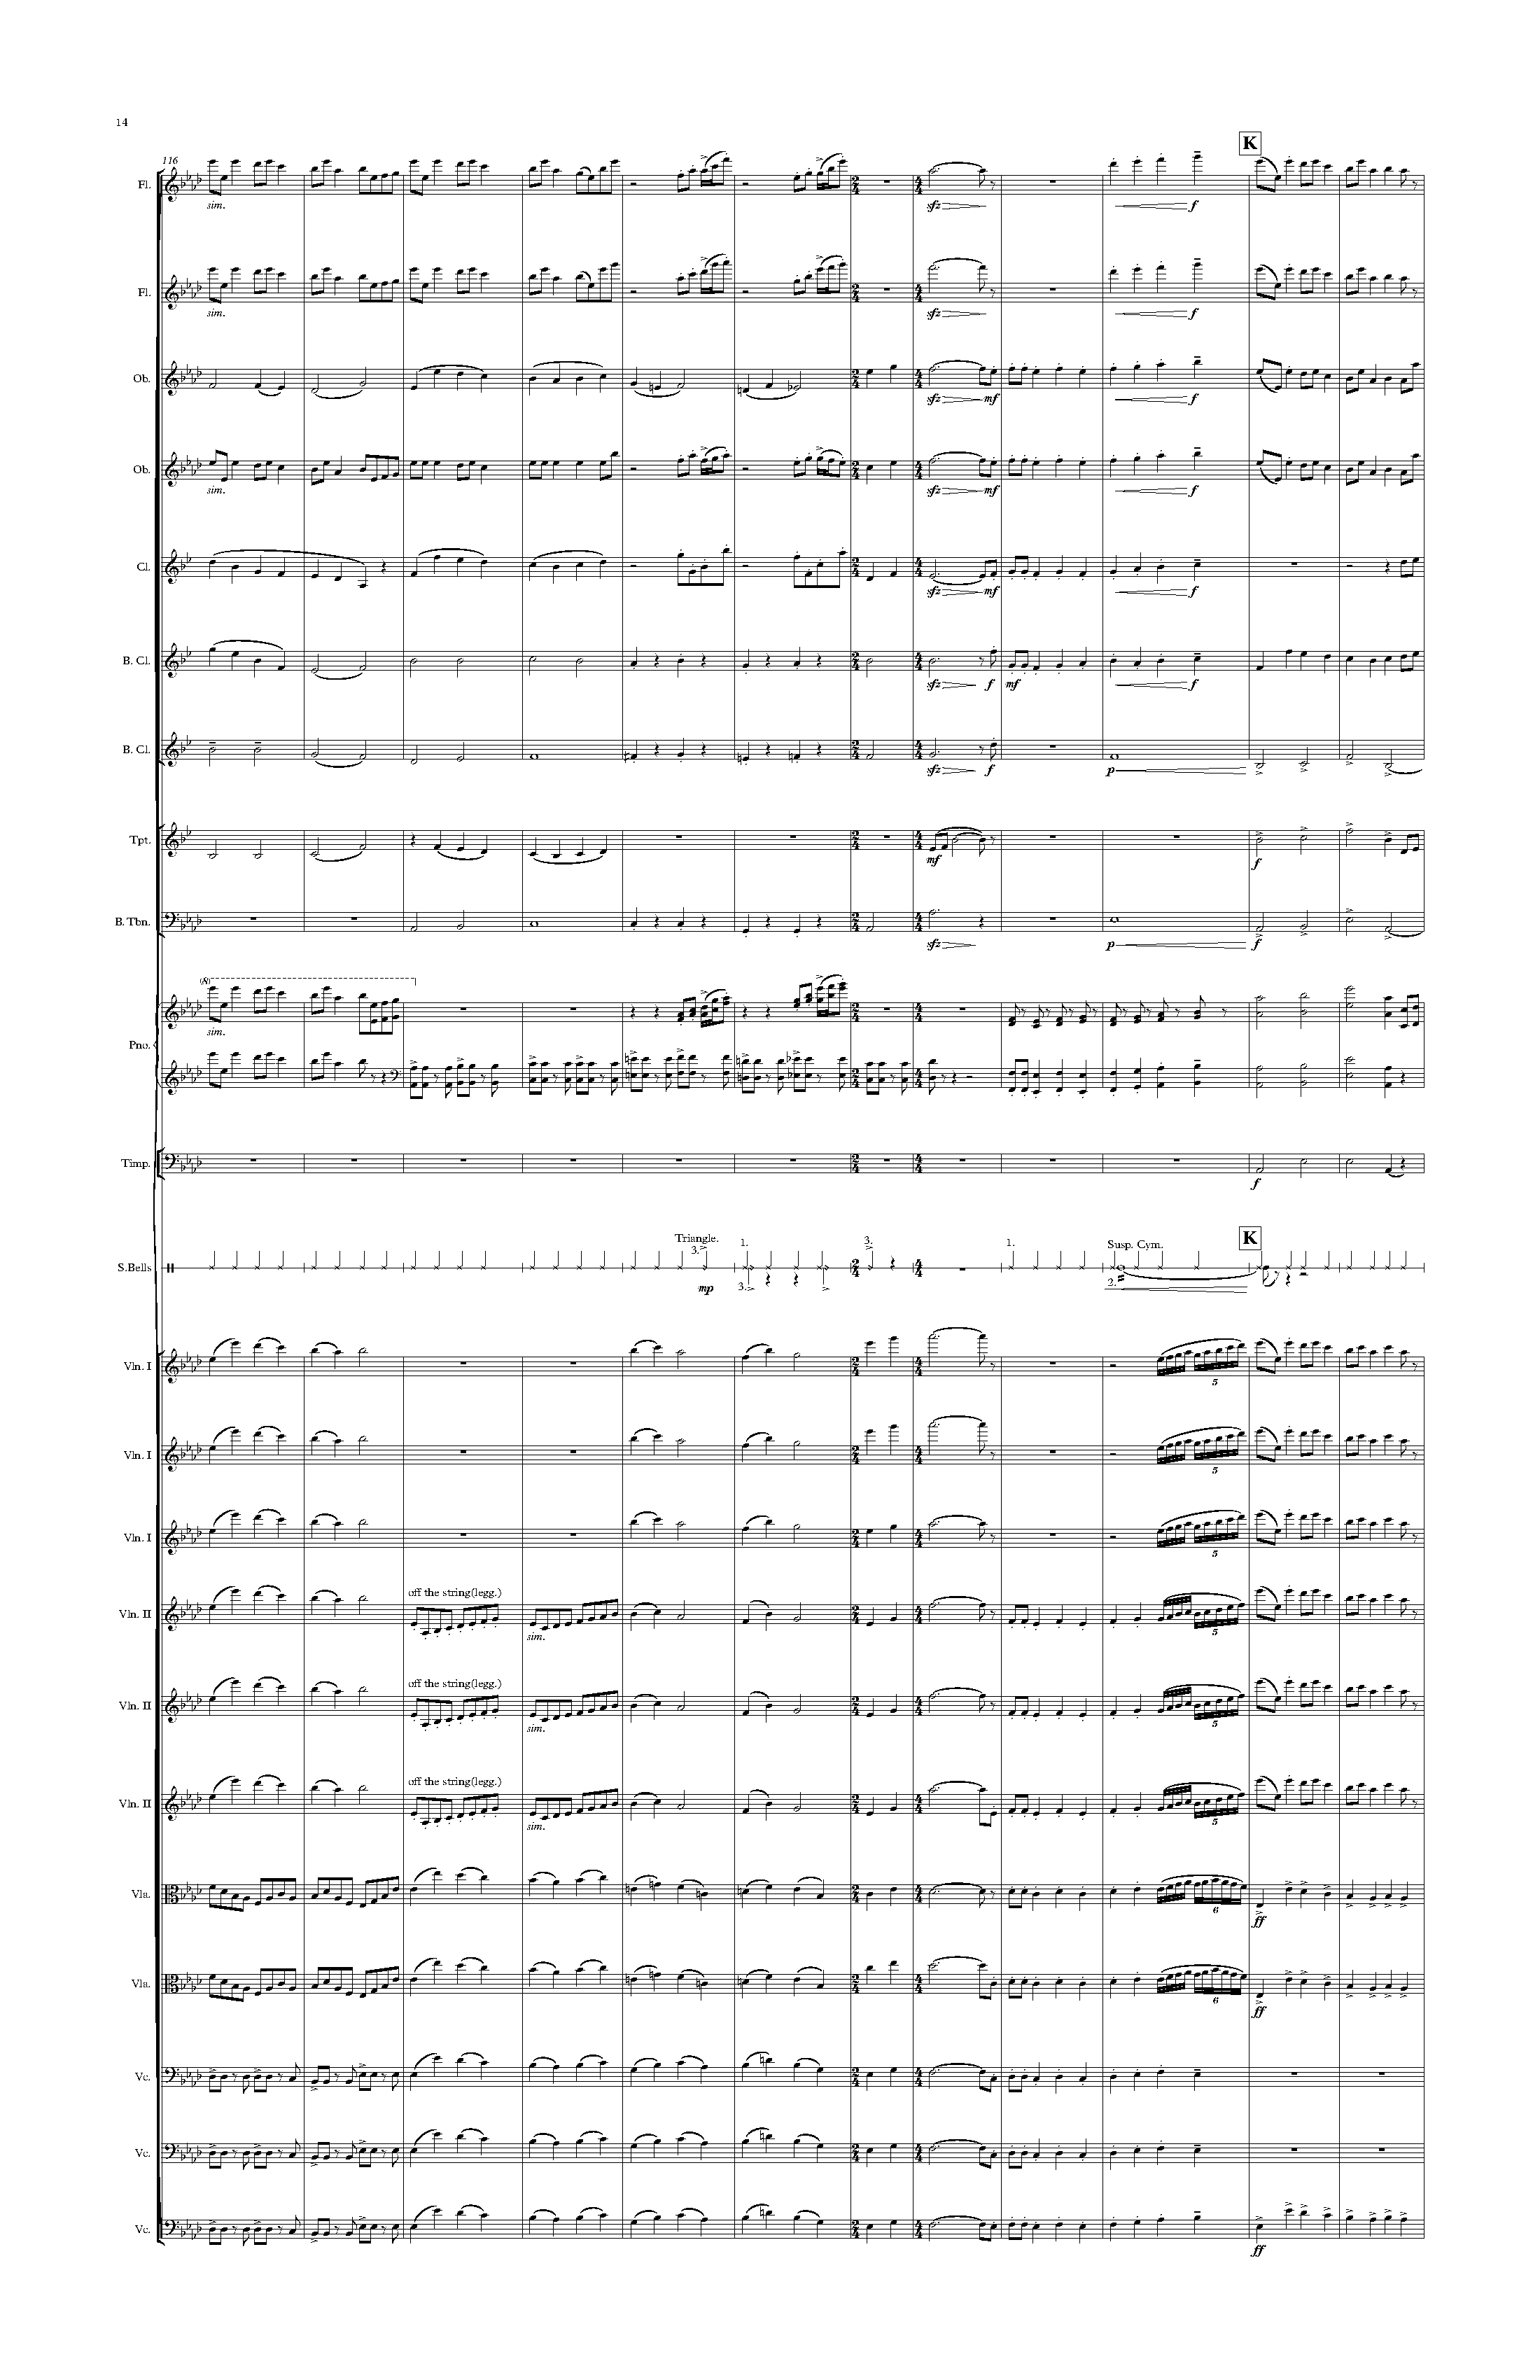 14
K
116
Fl.
sim.
sfz
f
Fl.
sim.
sfz
f
Ob.
sfz
mf
f
Ob.
sim.
sfz
mf
f
Cl.
sfz
mf
f
B. Cl.
sfz
f
mf
f
B. Cl.
sfz
f
p
Tpt.
mf
f
B. Tbn.
sfz
p
f
(8)
sim.
Pno.
Timp.
f
K
Triangle.
3.
1.
3.
1.
Susp. Cym.
S.Bells
mp
3.
2.
Vln. I
5
Vln. I
5
Vln. I
5
off the string(legg.)
Vln. II
sim.
5
off the string(legg.)
Vln. II
sim.
5
off the string(legg.)
Vln. II
sim.
5
Vla.
6
ff
Vla.
6
ff
Vc.
Vc.
Vc.
ff